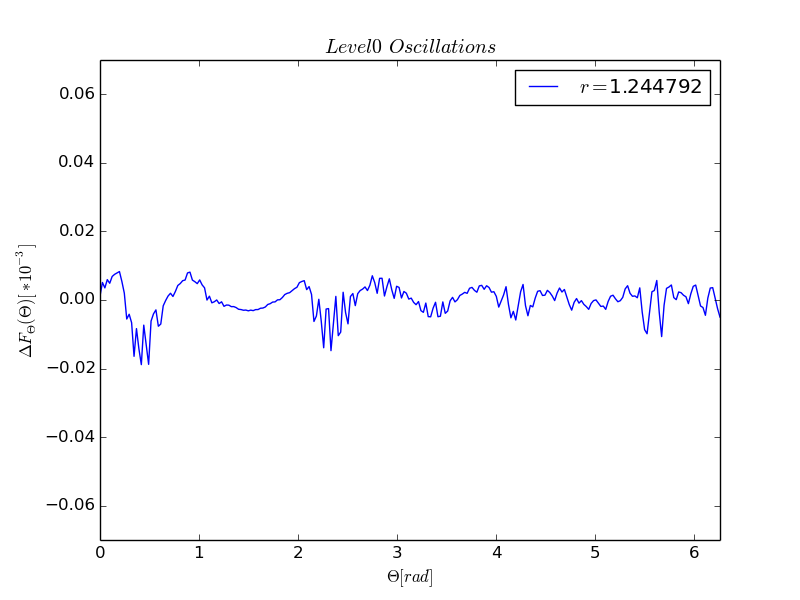 Level0 Oscillations
r=1.244792
0.06
0.04
0.02
0.00
−0.02
−0.04
−0.06
ΔF_Θ(Θ)[∗10^{−3}]
0 1 2 3 4 5 6
Θ[rad]